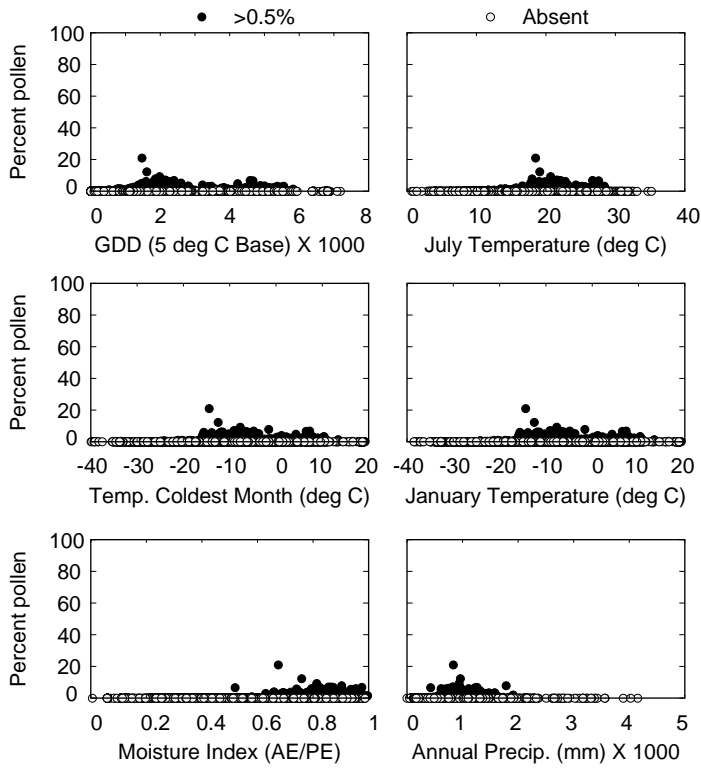 >0.5% Absent
100
80
60
40
20
0
Percent pollen
0 2 4 6 8
GDD (5 deg C Base) X 1000
0 10 20 30 40
July Temperature (deg C)
100
80
60
40
20
0
Percent pollen
-40 -30 -20 -10 0 10 20
Temp. Coldest Month (deg C)
-40 -30 -20 -10 0 10 20
January Temperature (deg C)
100
80
60
40
20
0
Percent pollen
0 0.2 0.4 0.6 0.8 1
Moisture Index (AE/PE)
0 1 2 3 4 5
Annual Precip. (mm) X 1000